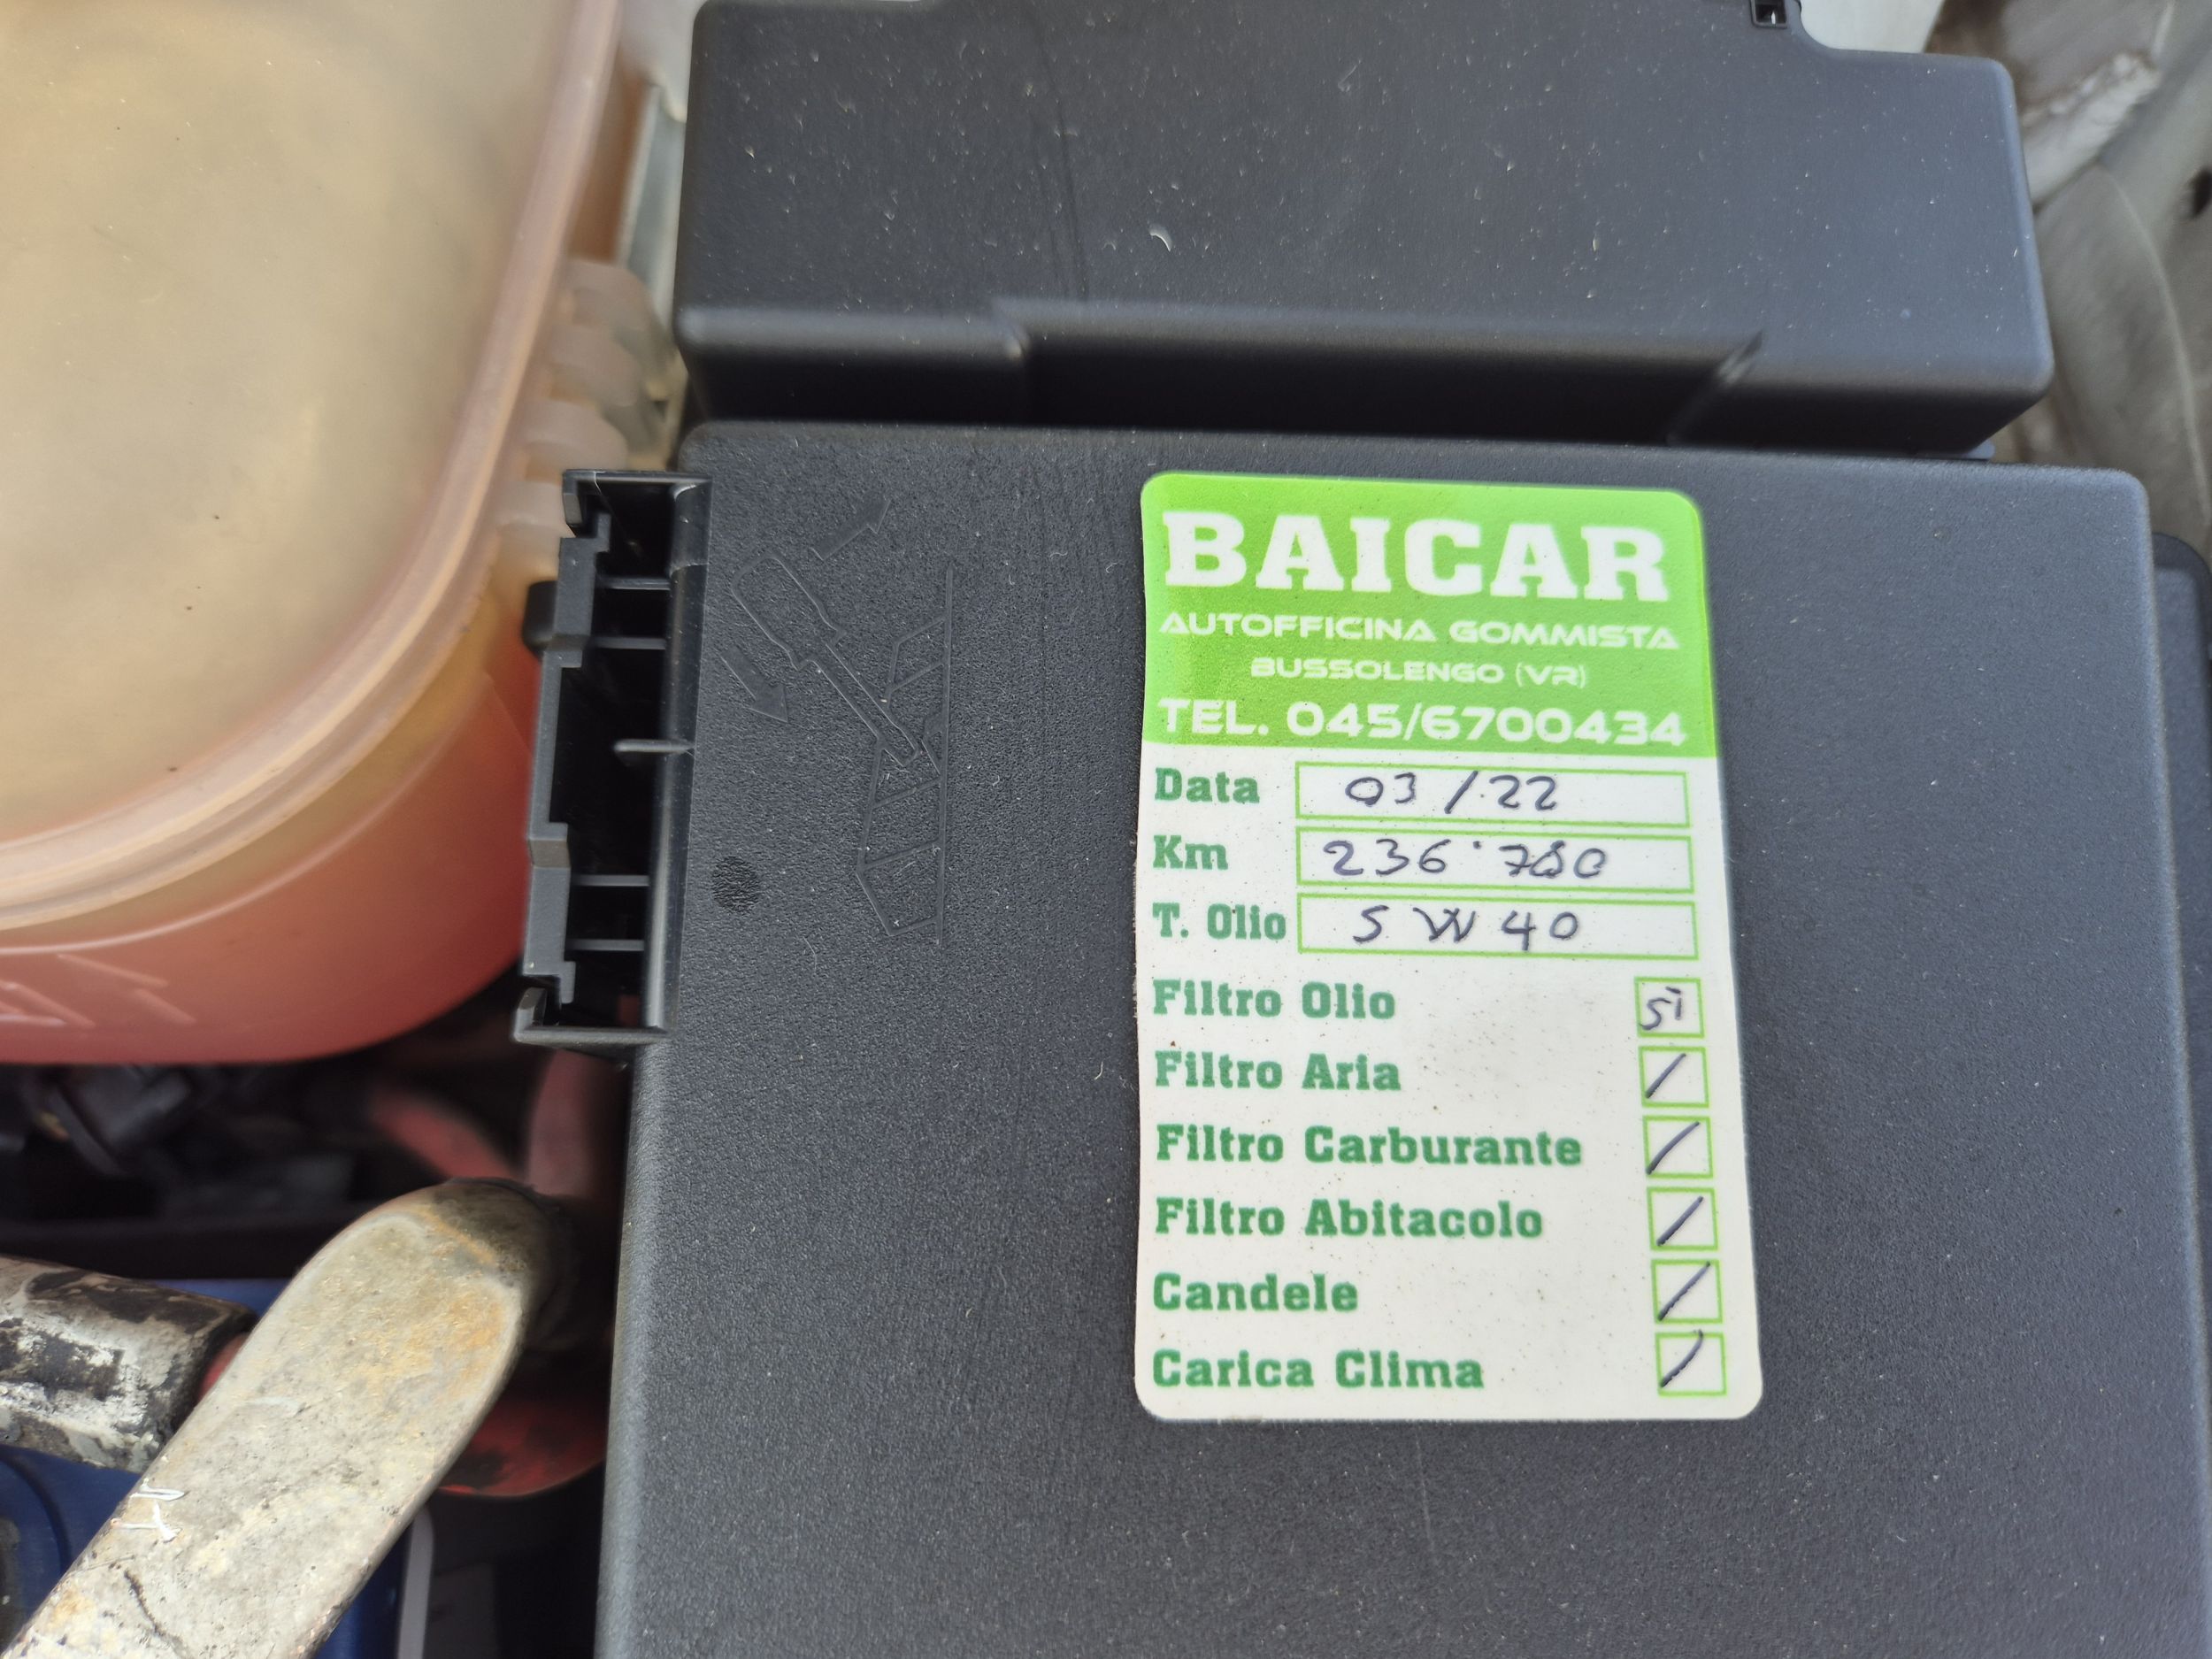 BAICAR
AUTOFFICINA GOMMISTA
BUSSOLENGO (VR)
TEL. 045/6700434
Data 03/22
Km 236'780
T. Olio 5W40
Filtro Olio Sì
Filtro Aria /
Filtro Carburante /
Filtro Abitacolo /
Candele /
Carica Clima /